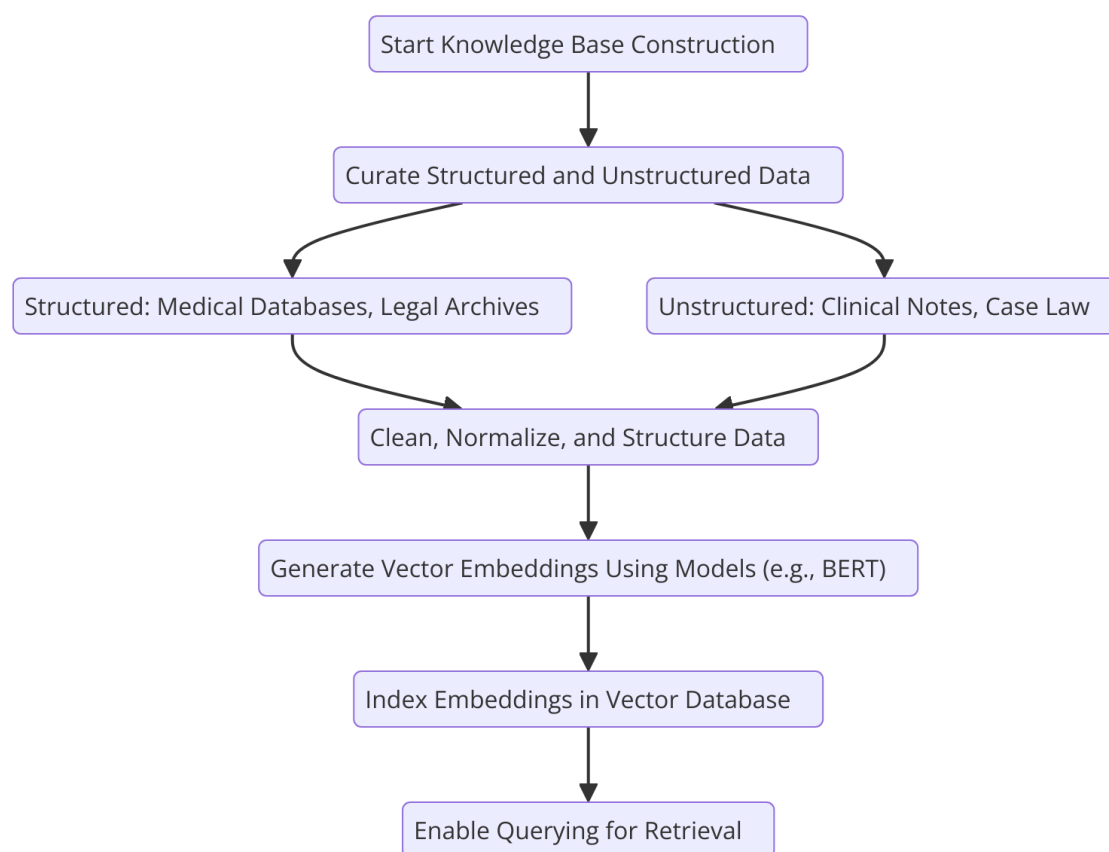 Start Knowledge Base Construction
Curate Structured and Unstructured Data
Structured: Medical Databases, Legal Archives
Unstructured: Clinical Notes, Case Law
Clean, Normalize, and Structure Data
Generate Vector Embeddings Using Models (e.g., BERT)
Index Embeddings in Vector Database
Enable Querying for Retrieval